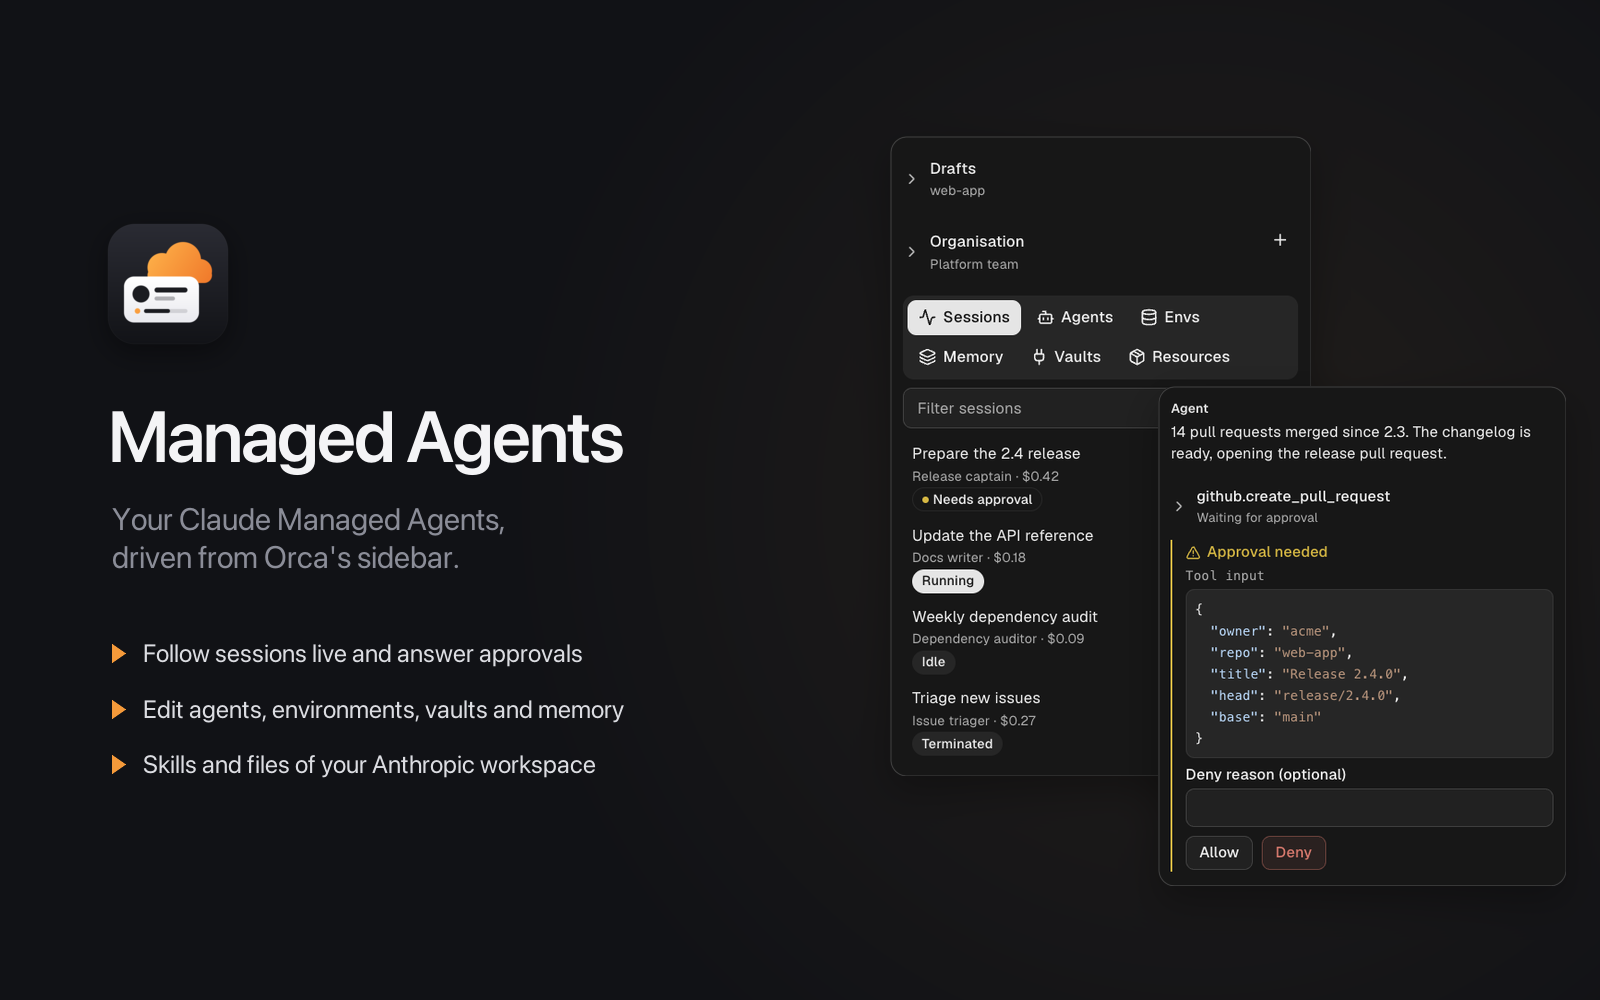 Managed Agents
Your Claude Managed Agents,
driven from Orca's sidebar.
Follow sessions live and answer approvals
Edit agents, environments, vaults and memory
Skills and files of your Anthropic workspace
Drafts
web-app
Organisation
Platform team
Sessions Agents Envs
Memory Vaults Resources
Filter sessions
Prepare the 2.4 release
Release captain · $0.42
Needs approval
Update the API reference
Docs writer · $0.18
Running
Weekly dependency audit
Dependency auditor · $0.09
Idle
Triage new issues
Issue triager · $0.27
Terminated
Agent
14 pull requests merged since 2.3. The changelog is
ready, opening the release pull request.
github.create_pull_request
Waiting for approval
Approval needed
Tool input
{
"owner": "acme",
"repo": "web-app",
"title": "Release 2.4.0",
"head": "release/2.4.0",
"base": "main"
}
Deny reason (optional)
Allow Deny